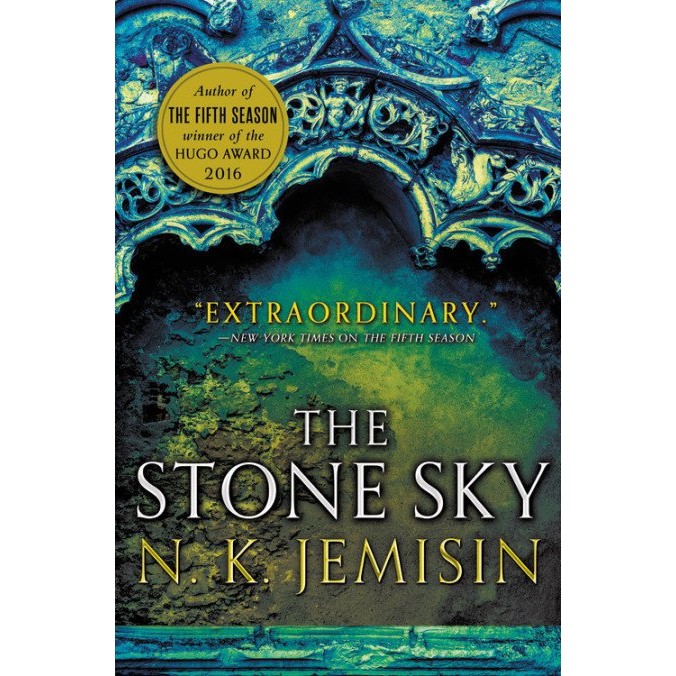 Author of
THE FIFTH SEASON
winner of the
HUGO AWARD
2016
“EXTRAORDINARY.”
—NEW YORK TIMES ON THE FIFTH SEASON
THE
STONE SKY
N. K. JEMISIN